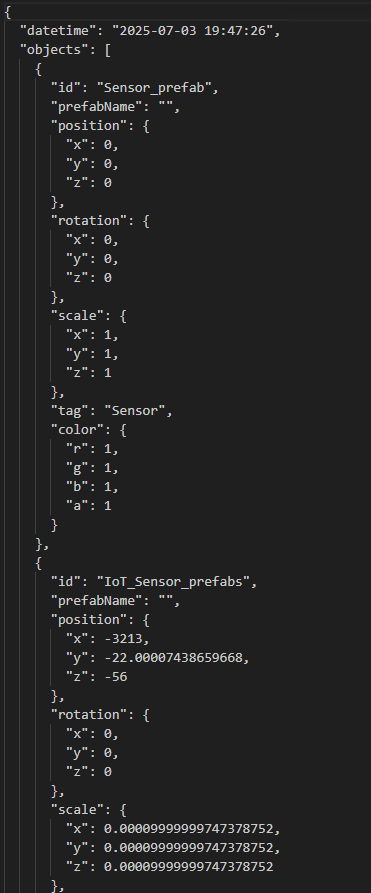 {
  "datetime": "2025-07-03 19:47:26",
  "objects": [
    {
      "id": "Sensor_prefab",
      "prefabName": "",
      "position": {
        "x": 0,
        "y": 0,
        "z": 0
      },
      "rotation": {
        "x": 0,
        "y": 0,
        "z": 0
      },
      "scale": {
        "x": 1,
        "y": 1,
        "z": 1
      },
      "tag": "Sensor",
      "color": {
        "r": 1,
        "g": 1,
        "b": 1,
        "a": 1
      }
    },
    {
      "id": "IoT_Sensor_prefabs",
      "prefabName": "",
      "position": {
        "x": -3213,
        "y": -22.00007438659668,
        "z": -56
      },
      "rotation": {
        "x": 0,
        "y": 0,
        "z": 0
      },
      "scale": {
        "x": 0.00009999999747378752,
        "y": 0.00009999999747378752,
        "z": 0.00009999999747378752
      },